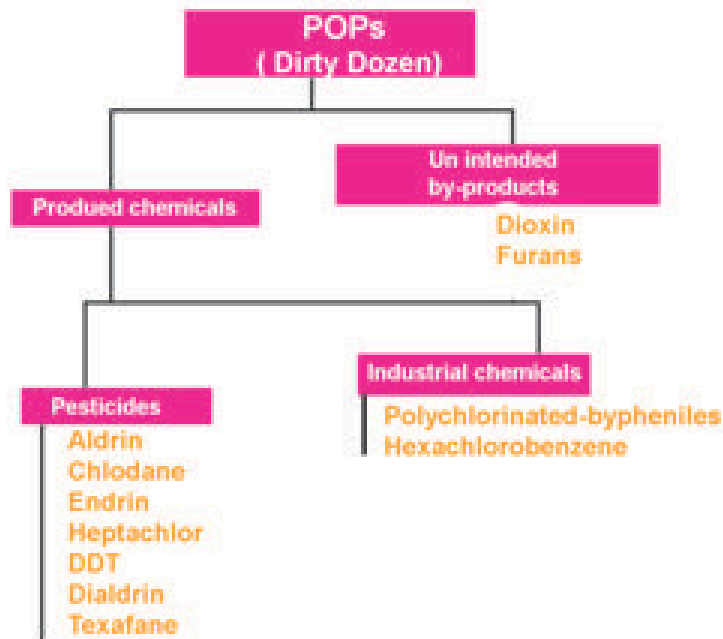 POPs
( Dirty Dozen)
Un intended
by-products
Produed chemicals
Dioxin
Furans
Industrial chemicals
Polychlorinated-bypheniles
Hexachlorobenzene
Pesticides
Aldrin
Chlodane
Endrin
Heptachlor
DDT
Dialdrin
Texafane